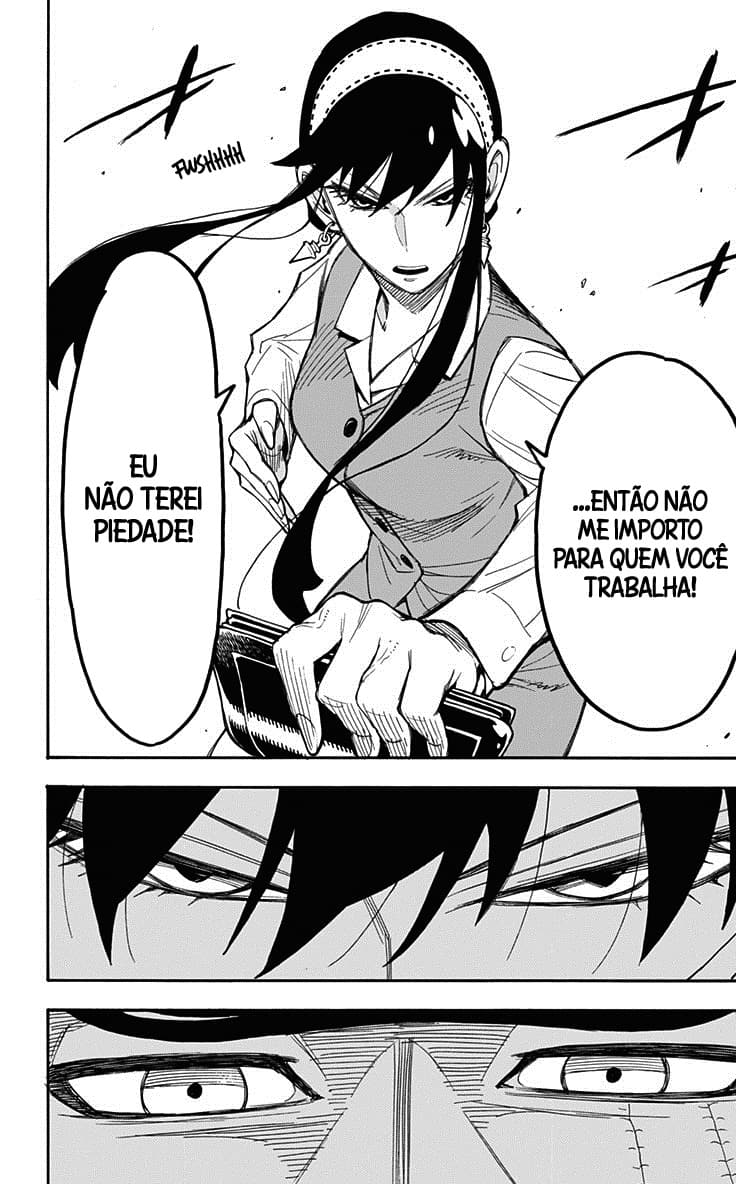 FWSHHHH
...ENTÃO NÃO
ME IMPORTO
PARA QUEM VOCÊ
TRABALHA!
EU
NÃO TEREI
PIEDADE!